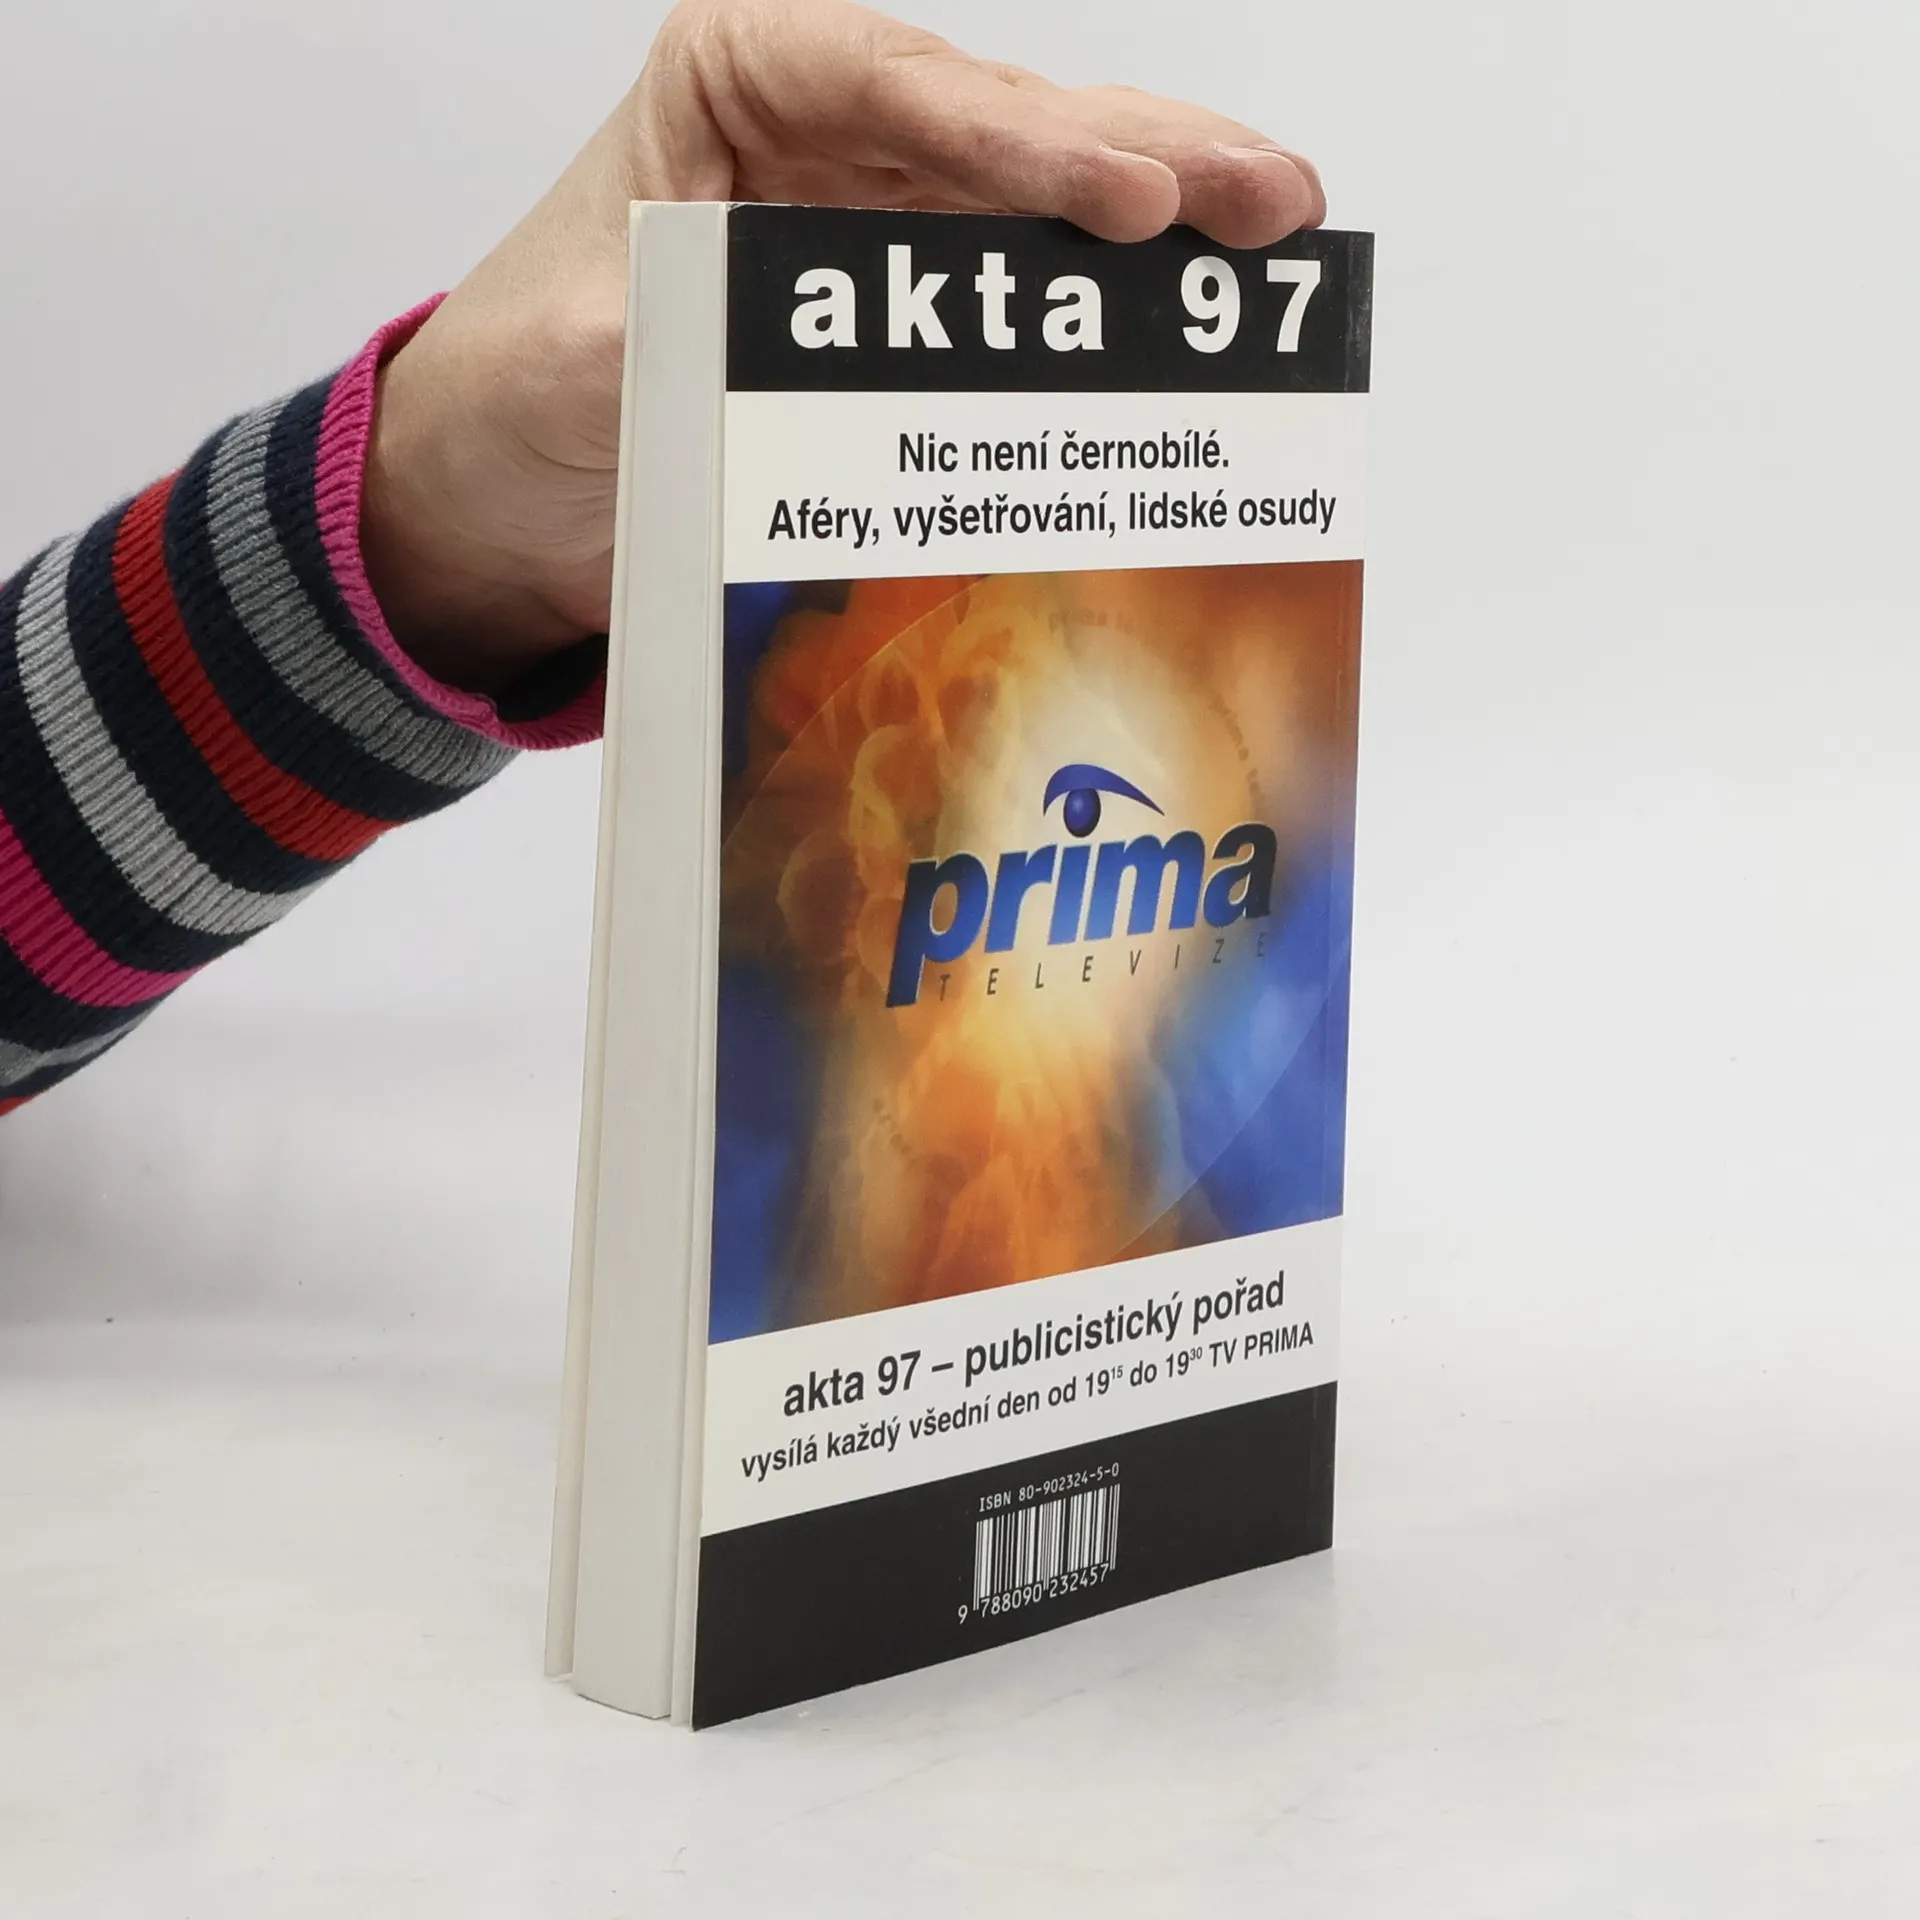 akta 97
Nic není černobílé.
Aféry, vyšetřování, lidské osudy
prima
TELEVIZE
akta 97 – publicistický pořad
vysílá každý všední den od 19¹⁵ do 19³⁰ TV PRIMA
ISBN 80-902324-5-0
9 788090 232457